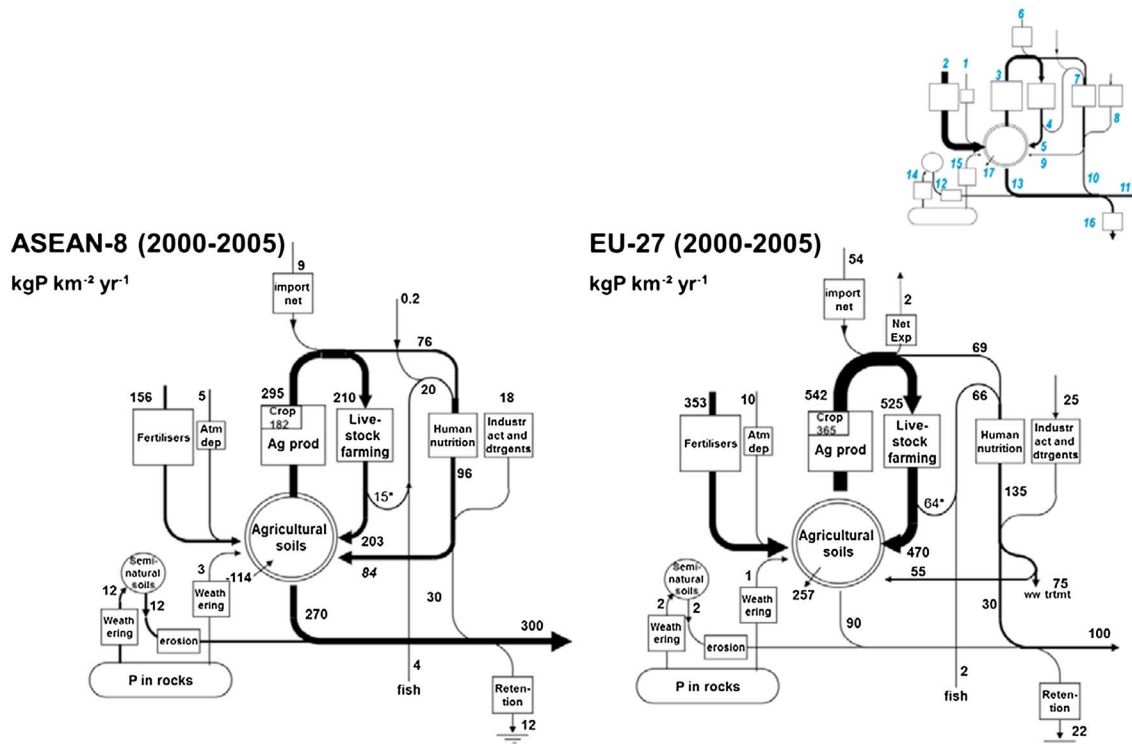 6
2
1
3
7
4
8
5
9
15
17
14
12
13
10
11
16
ASEAN-8 (2000-2005)
kgP km⁻² yr⁻¹
9
import
net
0.2
76
156
5
295
210
20
18
Fertilisers
Atm
dep
Crop
182
Ag prod
Live-
stock
farming
Human
nutrition
Industr
act and
dtrgents
96
15*
Agricultural
soils
203
84
Semi-
natural
soils
3
-114
12
12
Weath
ering
Weath
ering
270
30
300
erosion
P in rocks
4
fish
Reten-
tion
12
EU-27 (2000-2005)
kgP km⁻² yr⁻¹
54
import
net
2
Net
Exp
69
353
10
542
525
66
25
Fertilisers
Atm
dep
Crop
365
Ag prod
Live-
stock
farming
Human
nutrition
Industr
act and
dtrgents
135
64*
Agricultural
soils
470
55
75
ww trtmt
Semi-
natural
soils
1
257
2
2
Weath
ering
Weath
ering
90
30
100
erosion
P in rocks
2
fish
Reten-
tion
22